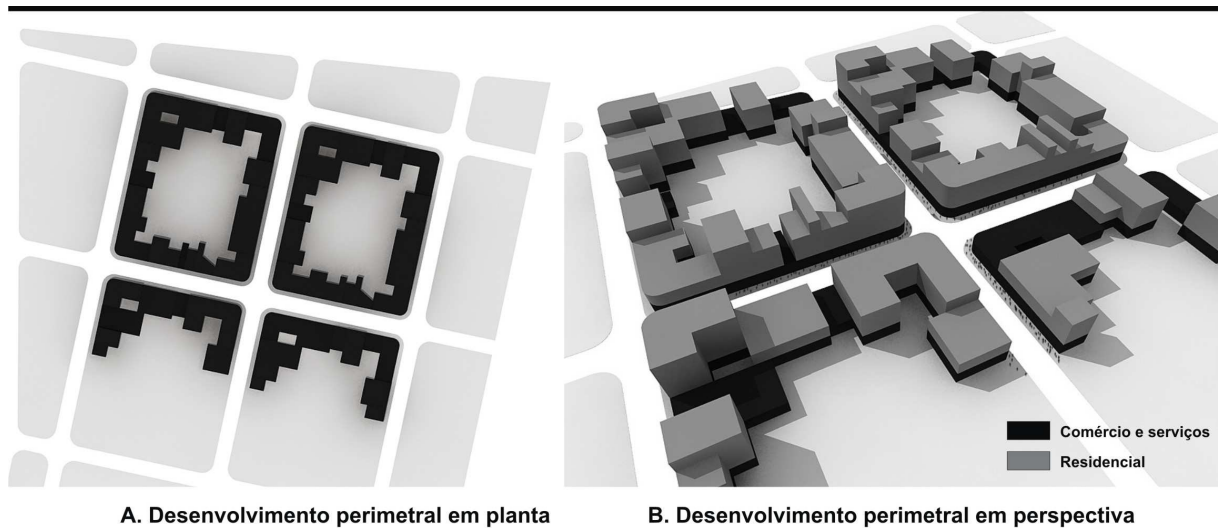 Comércio e serviços
Residencial
A. Desenvolvimento perimetral em planta
B. Desenvolvimento perimetral em perspectiva